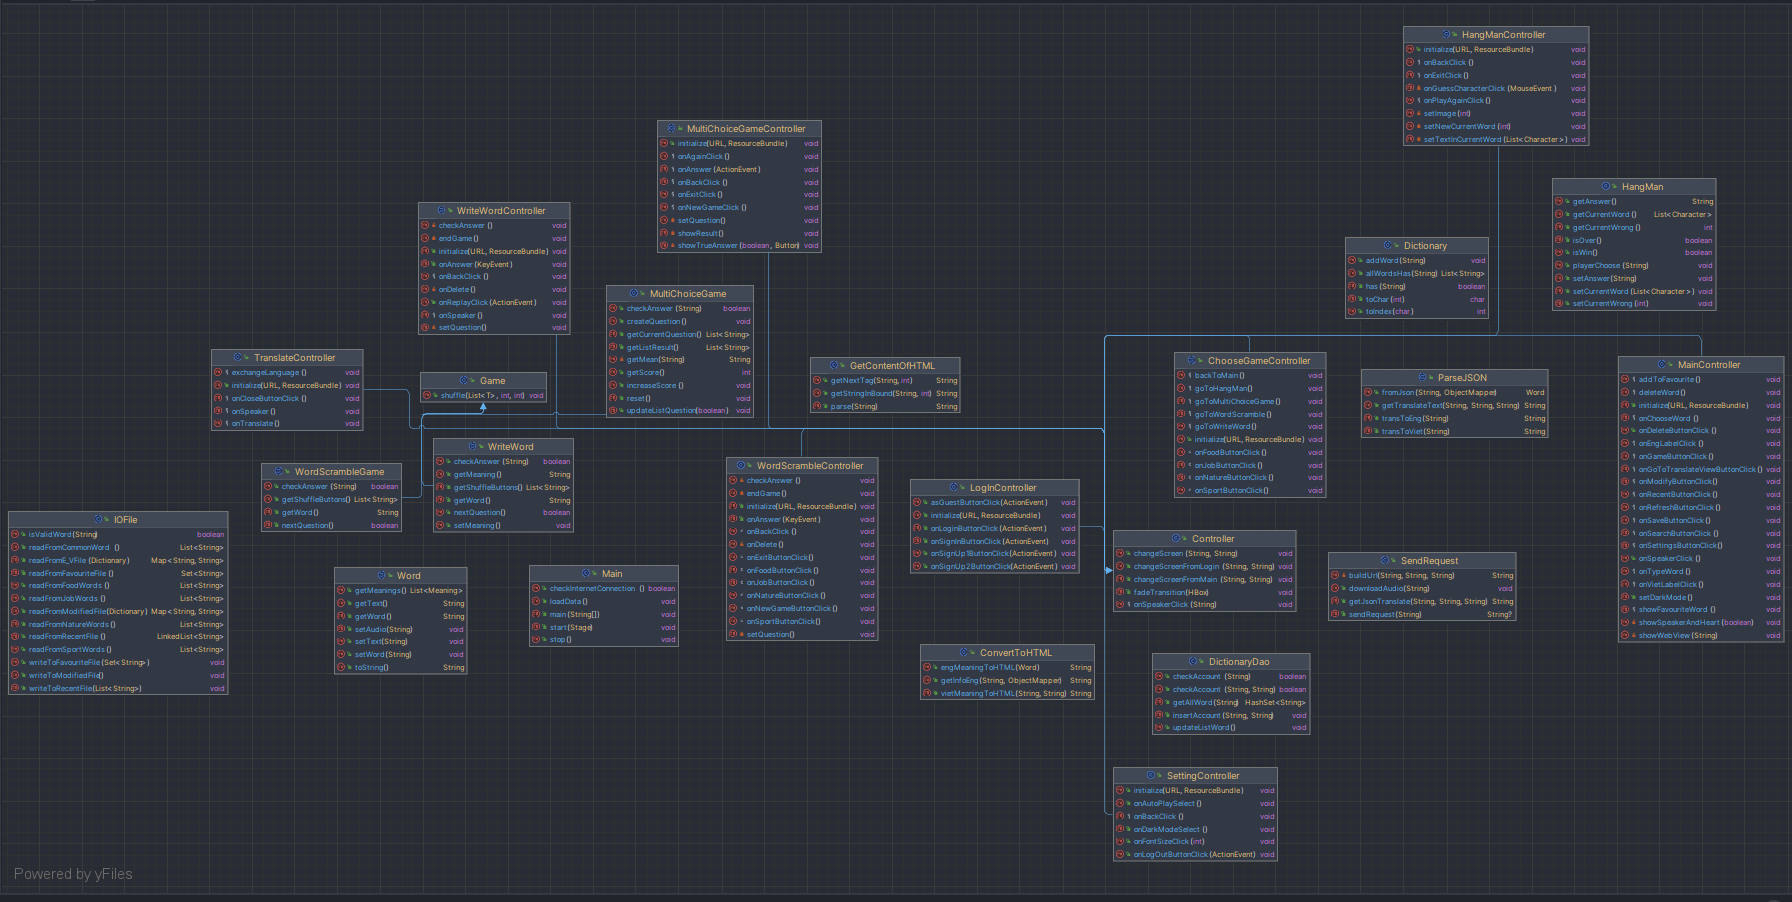 HangManController
initialize(URL, ResourceBundle) void
onBackClick () void
onExitClick() void
onGuessCharacterClick (MouseEvent ) void
onPlayAgainClick () void
setImage (int) void
setNewCurrentWord (int) void
setTextInCurrentWord (List<Character>) void
MultiChoiceGameController
initialize(URL, ResourceBundle) void
onAgainClick () void
onAnswer (ActionEvent) void
onBackClick () void
onExitClick() void
onNewGameClick () void
setQuestion() void
showResult() void
showTrueAnswer (boolean, Button) void
HangMan
getAnswer() String
getCurrentWord () List<Character>
getCurrentWrong () int
isOver() boolean
isWin() boolean
playerChoose (String) void
setAnswer(String) void
setCurrentWord (List<Character>) void
setCurrentWrong (int) void
WriteWordController
checkAnswer () void
endGame () void
initialize(URL, ResourceBundle) void
onAnswer (KeyEvent) void
onBackClick () void
onDelete() void
onReplayClick (ActionEvent) void
onSpeaker () void
setQuestion() void
Dictionary
addWord(String) void
allWordsHas(String) List<String>
has (String) boolean
toChar (int) char
toIndex(char) int
MultiChoiceGame
checkAnswer (String) boolean
createQuestion() void
getCurrentQuestion () List<String>
getListResult() List<String>
getMean(String) String
getScore() int
increaseScore () void
reset() void
updateListQuestion(boolean) void
TranslateController
exchangeLanguage () void
initialize(URL, ResourceBundle) void
onCloseButtonClick () void
onSpeaker() void
onTranslate() void
Game
shuffle(List<T>, int, int) void
GetContentOfHTML
getNextTag(String, int) String
getStringInBound(String, int) String
parse(String) String
ChooseGameController
backToMain() void
goToHangMan() void
goToMultiChoiceGame() void
goToWordScramble() void
goToWriteWord() void
initialize(URL, ResourceBundle) void
onFoodButtonClick() void
onJobButtonClick () void
onNatureButtonClick() void
onSportButtonClick() void
ParseJSON
fromJson(String, ObjectMapper) Word
getTranslateText(String, String, String) String
transToEng(String) String
transToViet(String) String
MainController
addToFavourite() void
deleteWord() void
initialize(URL, ResourceBundle) void
onChooseWord () void
onDeleteButtonClick () void
onEngLabelClick () void
onGameButtonClick () void
onGoToTranslateViewButtonClick () void
onModifyButtonClick() void
onRecentButtonClick() void
onRefreshButtonClick () void
onSaveButtonClick () void
onSearchButtonClick () void
onSettingsButtonClick() void
onSpeakerClick () void
onTypeWord () void
onVietLabelClick () void
setDarkMode() void
showFavouriteWord () void
showSpeakerAndHeart (boolean) void
showWebView (String) void
WriteWord
checkAnswer (String) boolean
getMeaning() String
getShuffleButtons() List<String>
getWord() String
nextQuestion() boolean
setMeaning() void
WordScrambleGame
checkAnswer (String) boolean
getShuffleButtons() List<String>
getWord() String
nextQuestion() boolean
WordScrambleController
checkAnswer () void
endGame() void
initialize(URL, ResourceBundle) void
onAnswer (KeyEvent) void
onBackClick () void
onDelete() void
onExitButtonClick() void
onFoodButtonClick() void
onJobButtonClick() void
onNatureButtonClick() void
onNewGameButtonClick() void
onSportButtonClick() void
setQuestion() void
LogInController
asGuestButtonClick(ActionEvent) void
initialize(URL, ResourceBundle) void
onLoginButtonClick (ActionEvent) void
onSignInButtonClick (ActionEvent) void
onSignUp1ButtonClick(ActionEvent) void
onSignUp2ButtonClick(ActionEvent) void
IOFile
isValidWord(String) boolean
readFromCommonWord () List<String>
readFromE_VFile (Dictionary) Map<String, String>
readFromFavouriteFile () Set<String>
readFromFoodWords () List<String>
readFromJobWords () List<String>
readFromModifiedFile(Dictionary) Map<String, String>
readFromNatureWords () List<String>
readFromRecentFile () LinkedList<String>
readFromSportWords () List<String>
writeToFavouriteFile (Set<String>) void
writeToModifiedFile() void
writeToRecentFile(List<String>) void
Controller
changeScreen (String, String) void
changeScreenFromLogin (String, String) void
changeScreenFromMain (String, String) void
fadeTransition(HBox) void
onSpeakerClick (String) void
SendRequest
buildUrl(String, String, String) String
downloadAudio(String) void
getJsonTranslate(String, String, String) String
sendRequest(String) String?
Word
getMeanings() List<Meaning>
getText() String
getWord() String
setAudio(String) void
setText(String) void
setWord(String) void
toString() String
Main
checkInternetConnection () boolean
loadData() void
main(String[]) void
start(Stage) void
stop() void
ConvertToHTML
engMeaningToHTML(Word) String
getInfoEng(String, ObjectMapper) String
vietMeaningToHTML(String, String) String
DictionaryDao
checkAccount (String) boolean
checkAccount (String, String) boolean
getAllWord(String) HashSet<String>
insertAccount (String, String) void
updateListWord() void
SettingController
initialize(URL, ResourceBundle) void
onAutoPlaySelect () void
onBackClick () void
onDarkModeSelect () void
onFontSizeClick (int) void
onLogOutButtonClick (ActionEvent) void
Powered by yFiles